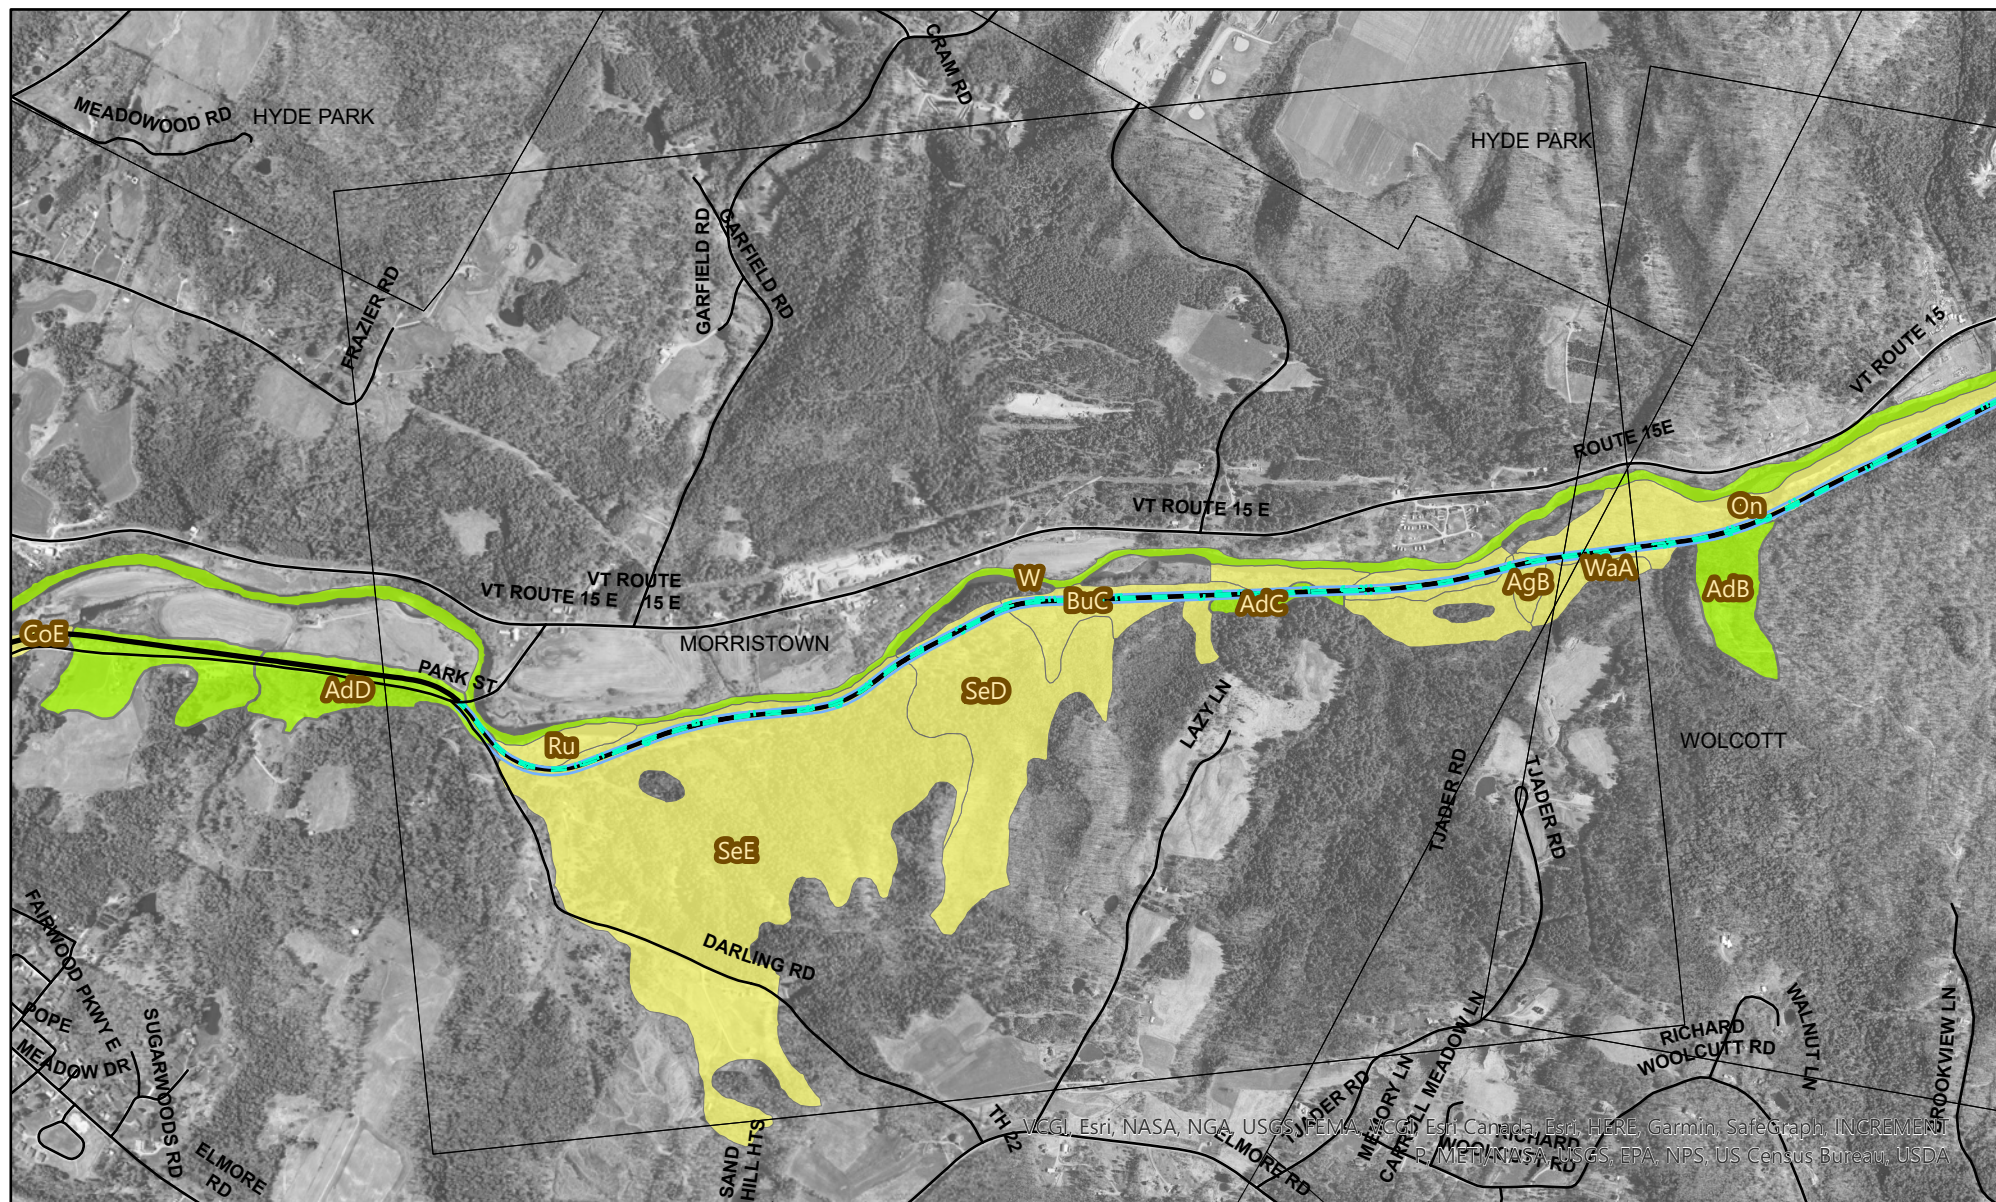 CRAM RD
MEADOWOOD RD
HYDE PARK
HYDE PARK
GARFIELD RD
GARFIELD RD
FRAZIER RD
VT ROUTE 15
ROUTE 15E
VT ROUTE 15 E
On
VT ROUTE 15 E
VT ROUTE
15 E
W
BuC
AdC
AgB
WaA
AdB
CoE
MORRISTOWN
PARK ST
AdD
SeD
Ru
LAZY LN
WOLCOTT
TJADER RD
TJADER RD
SeE
DARLING RD
FAIRWOOD PKWY E
POPE
MEADOW DR
SUGARWOODS RD
ELMORE
RD
SAND
HILL HTS
TH 22
ELMORE RD
TJADER RD
MEMORY LN
CARROLL MEADOW LN
RICHARD
WOOLCUTT RD
RICHARD
WOOLCUTT RD
WALNUT LN
BROOKVIEW LN
VCGI, Esri, NASA, NGA, USGS, FEMA, VCGI, Esri Canada, Esri, HERE, Garmin, SafeGraph, INCREMENT
P, METI/NASA, USGS, EPA, NPS, US Census Bureau, USDA